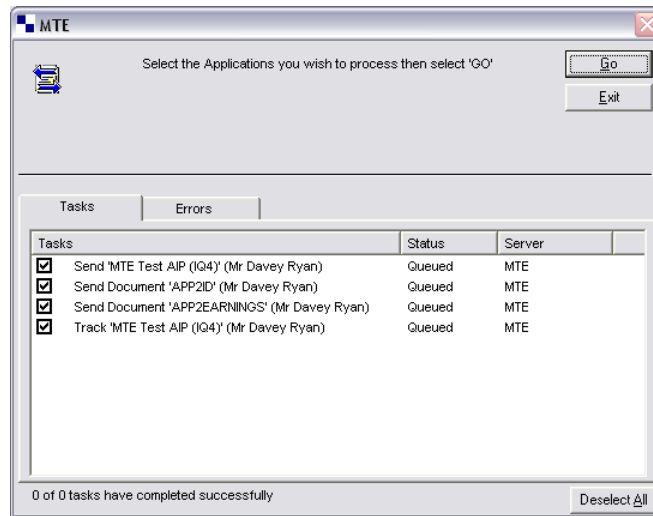 MTE
Select the Applications you wish to process then select 'GO'
Go
Exit
Tasks Errors
Tasks Status Server
Send 'MTE Test AIP (IQ4)' (Mr Davey Ryan) Queued MTE
Send Document 'APP2ID' (Mr Davey Ryan) Queued MTE
Send Document 'APP2EARNINGS' (Mr Davey Ryan) Queued MTE
Track 'MTE Test AIP (IQ4)' (Mr Davey Ryan) Queued MTE
0 of 0 tasks have completed successfully
Deselect All